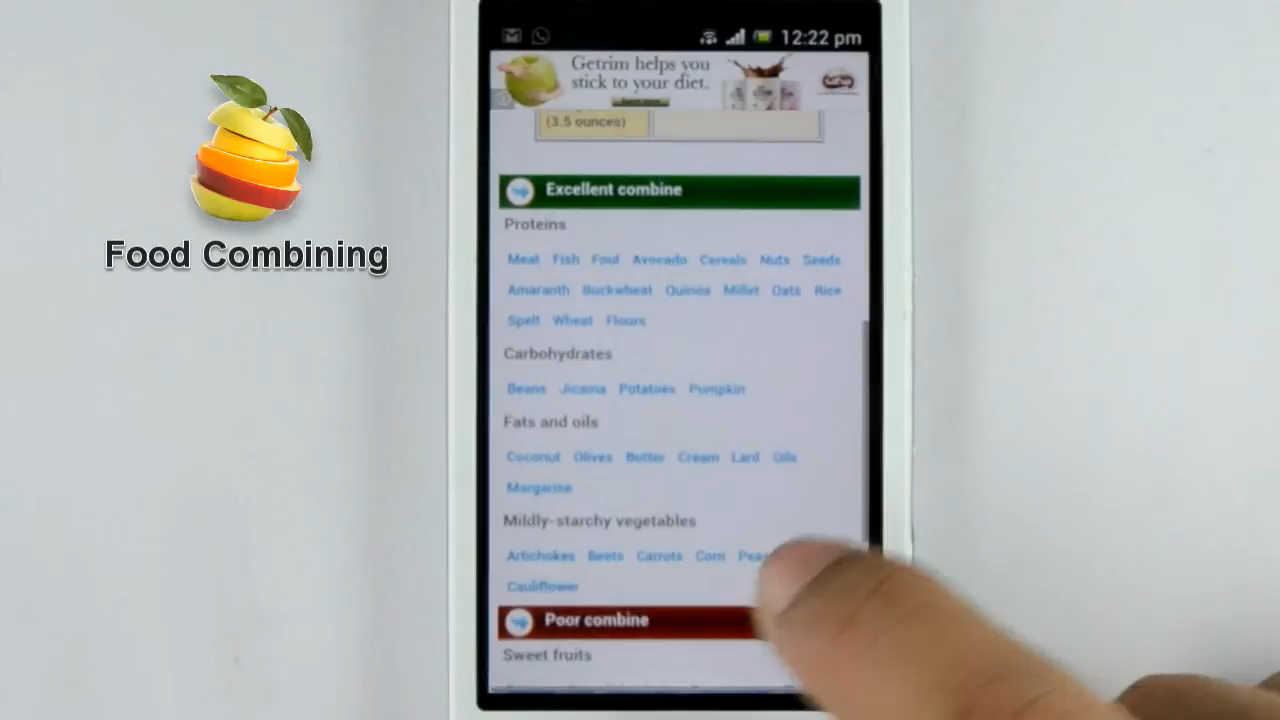 12:22 pm
Getrim helps you
stick to your diet.
(3.5 ounces)
Excellent combine
Proteins
Meat Fish Foul Avocado Cereals Nuts Seeds
Amaranth Buckwheat Quinoa Millet Oats Rice
Spelt Wheat Flours
Carbohydrates
Beans Jicama Potatoes Pumpkin
Fats and oils
Coconut Olives Butter Cream Lard Oils
Margarine
Mildly-starchy vegetables
Artichokes Beets Carrots Corn
Cauliflower
Poor combine
Sweet fruits
Food Combining